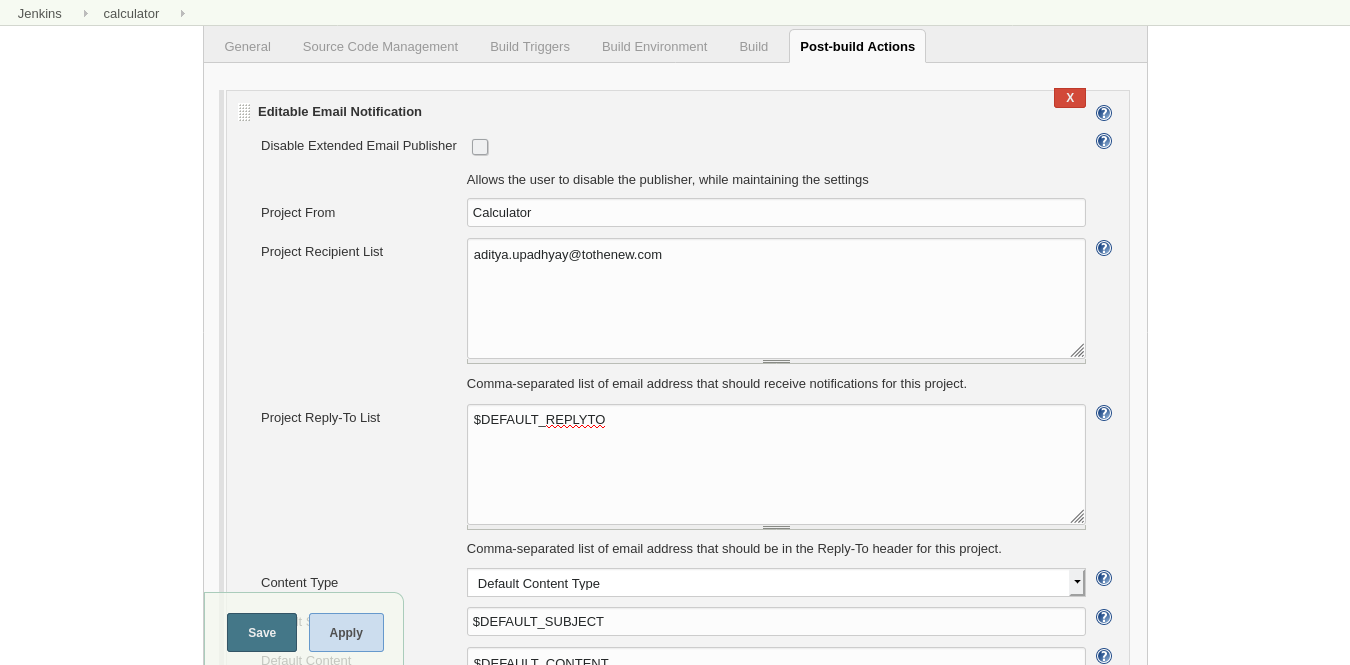 Jenkins calculator
General Source Code Management Build Triggers Build Environment Build Post-build Actions
X
Editable Email Notification
Disable Extended Email Publisher
Allows the user to disable the publisher, while maintaining the settings
Project From Calculator
Project Recipient List aditya.upadhyay@tothenew.com
Comma-separated list of email address that should receive notifications for this project.
Project Reply-To List $DEFAULT_REPLYTO
Comma-separated list of email address that should be in the Reply-To header for this project.
Content Type Default Content Type
$DEFAULT_SUBJECT
Save Apply
Default Content $DEFAULT_CONTENT